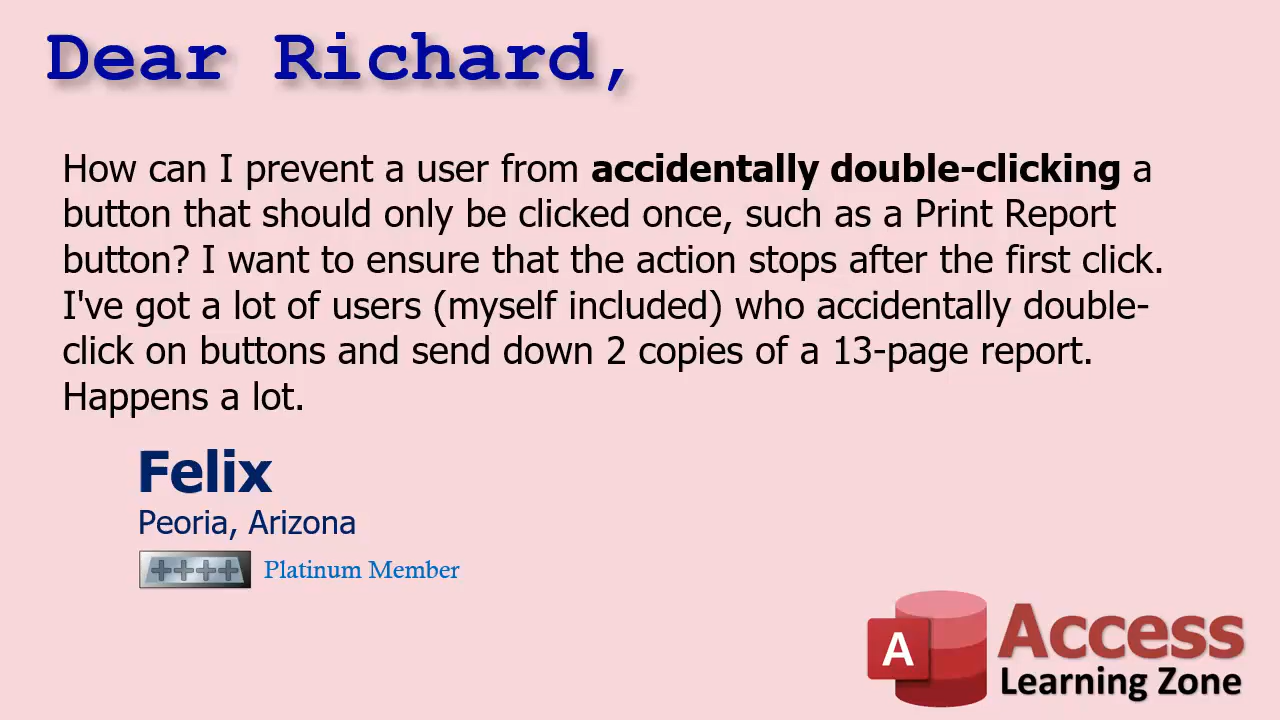 Dear Richard,
How can I prevent a user from accidentally double-clicking a
button that should only be clicked once, such as a Print Report
button? I want to ensure that the action stops after the first click.
I've got a lot of users (myself included) who accidentally double-
click on buttons and send down 2 copies of a 13-page report.
Happens a lot.
Felix
Peoria, Arizona
Platinum Member
A
Access
Learning Zone